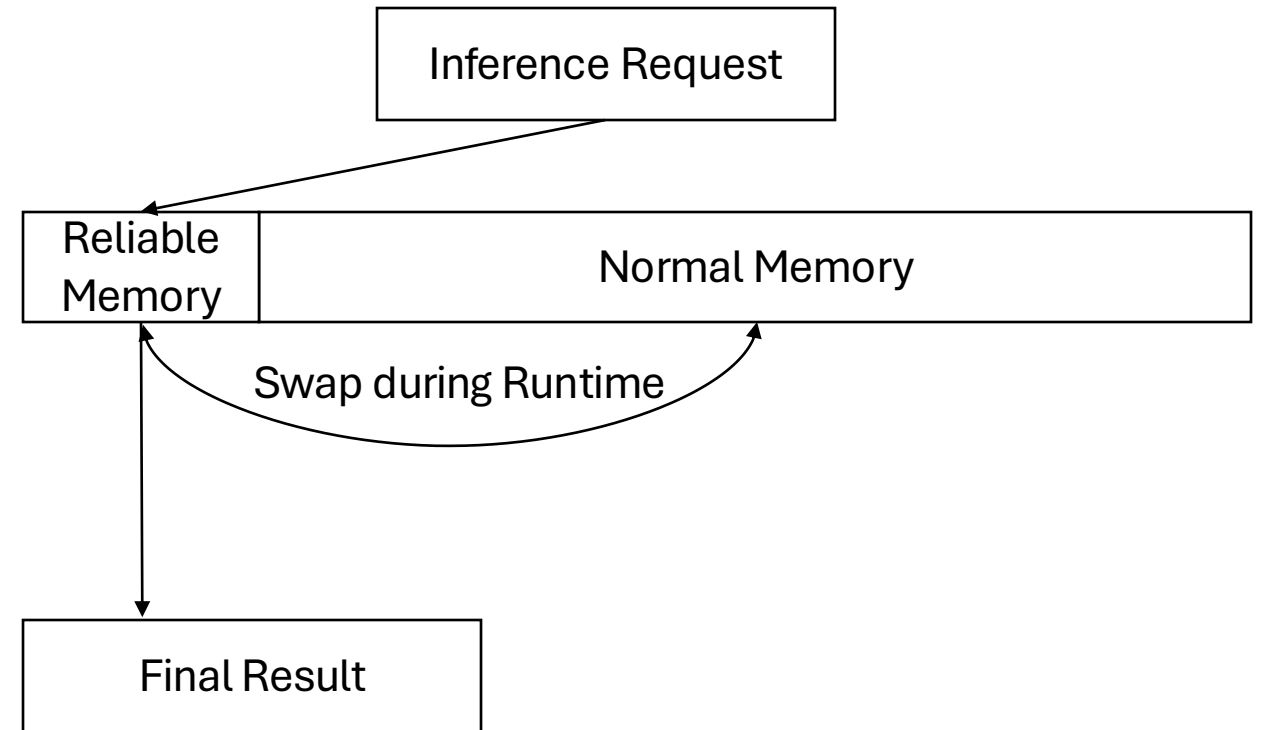 Inference Request
Reliable
Memory
Normal Memory
Swap during Runtime
Final Result